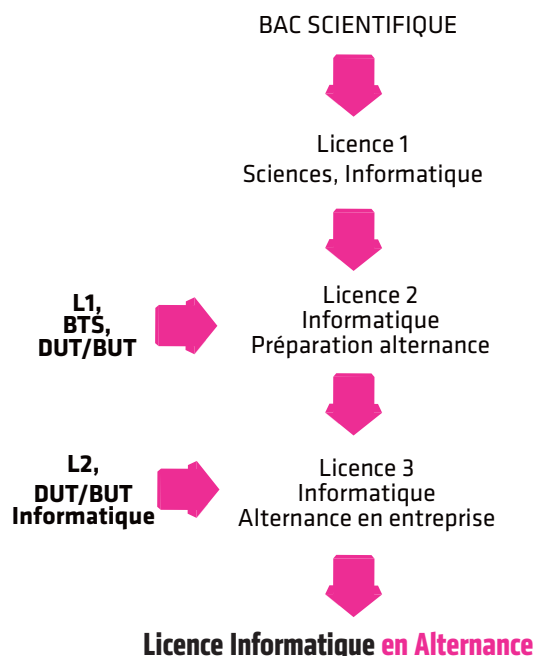 BAC SCIENTIFIQUE
Licence 1
Sciences, Informatique
L1,
BTS,
DUT/BUT
Licence 2
Informatique
Préparation alternance
L2,
DUT/BUT
Informatique
Licence 3
Informatique
Alternance en entreprise
Licence Informatique en Alternance